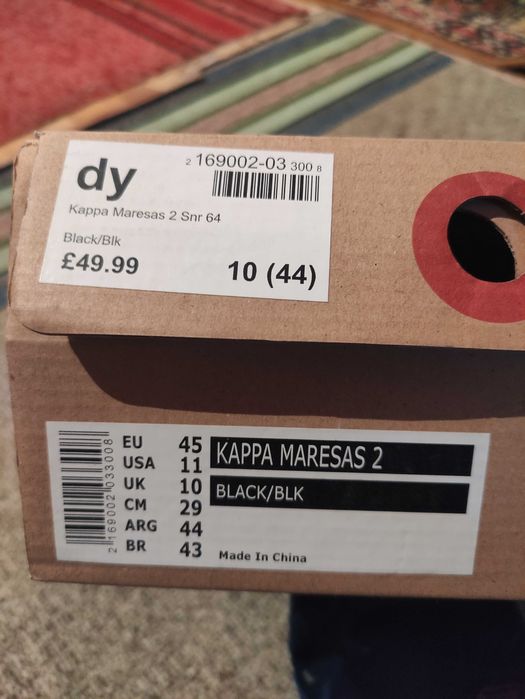 dy
2 169002-03 300 8
Kappa Maresas 2 Snr 64
Black/Blk
£49.99
10 (44)
EU 45
USA 11
UK 10
CM 29
ARG 44
BR 43
KAPPA MARESAS 2
BLACK/BLK
Made In China
2 169002 033008